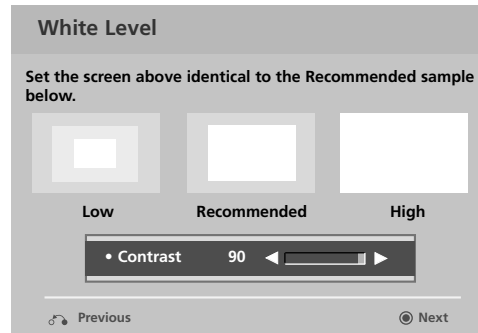 White Level
Set the screen above identical to the Recommended sample
below.
Low Recommended High
• Contrast 90
Previous Next